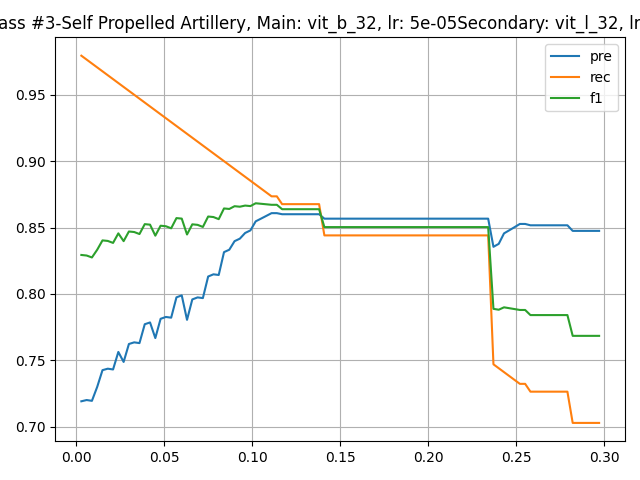 ass #3-Self Propelled Artillery, Main: vit_b_32, lr: 5e-05Secondary: vit_l_32, lr
pre
rec
f1
0.95
0.90
0.85
0.80
0.75
0.70
0.00 0.05 0.10 0.15 0.20 0.25 0.30